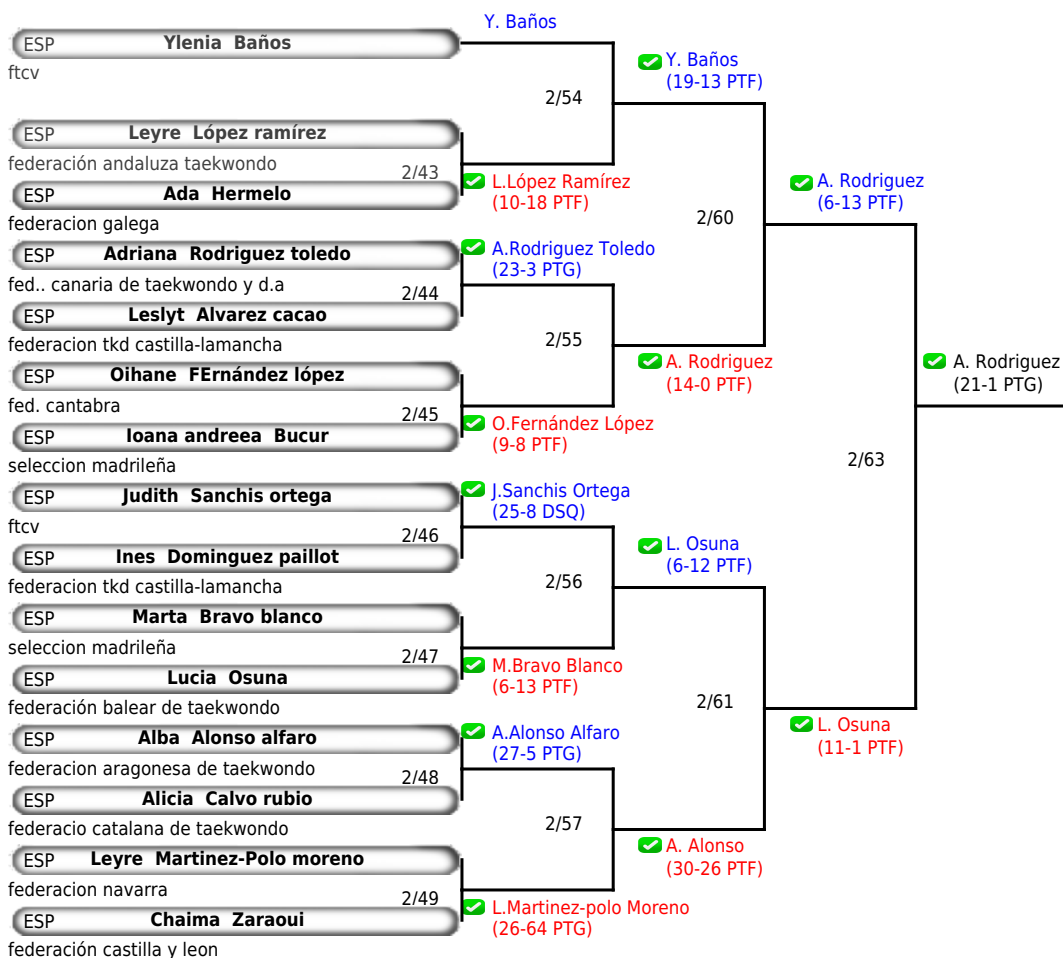 Y. Baños
ESP Ylenia Baños
ftcv
Y. Baños
(19-13 PTF)
2/54
ESP Leyre López ramírez
federación andaluza taekwondo
2/43
L.López Ramírez
(10-18 PTF)
ESP Ada Hermelo
federacion galega
A. Rodriguez
(6-13 PTF)
2/60
ESP Adriana Rodriguez toledo
fed.. canaria de taekwondo y d.a
2/44
A.Rodriguez Toledo
(23-3 PTG)
ESP Leslyt Alvarez cacao
federacion tkd castilla-lamancha
2/55
ESP Oihane FErnández lópez
fed. cantabra
2/45
A. Rodriguez
(14-0 PTF)
A. Rodriguez
(21-1 PTG)
O.Fernández López
(9-8 PTF)
ESP Ioana andreea Bucur
seleccion madrileña
2/63
ESP Judith Sanchis ortega
ftcv
2/46
J.Sanchis Ortega
(25-8 DSQ)
ESP Ines Dominguez paillot
federacion tkd castilla-lamancha
L. Osuna
(6-12 PTF)
2/56
ESP Marta Bravo blanco
seleccion madrileña
2/47
M.Bravo Blanco
(6-13 PTF)
ESP Lucia Osuna
federación balear de taekwondo
2/61
L. Osuna
(11-1 PTF)
ESP Alba Alonso alfaro
federacion aragonesa de taekwondo
2/48
A.Alonso Alfaro
(27-5 PTG)
ESP Alicia Calvo rubio
federacio catalana de taekwondo
2/57
A. Alonso
(30-26 PTF)
ESP Leyre Martinez-Polo moreno
federacion navarra
2/49
L.Martinez-polo Moreno
(26-64 PTG)
ESP Chaima Zaraoui
federación castilla y leon